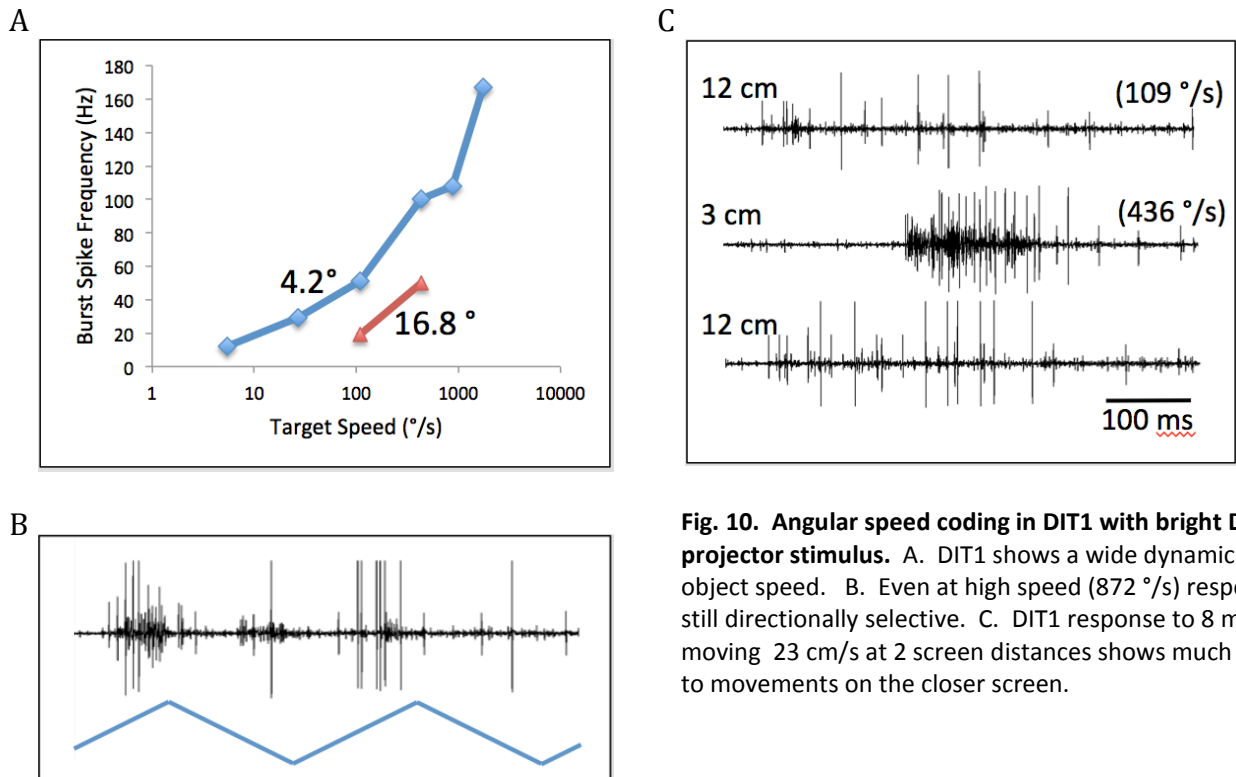 A
Burst Spike Frequency (Hz)
180
160
140
120
100
80
60
40
20
0
4.2°
16.8 °
1
10
100
1000
10000
Target Speed (°/s)
B
C
12 cm
(109 °/s)
3 cm
(436 °/s)
12 cm
100 ms
Fig. 10. Angular speed coding in DIT1 with bright
projector stimulus. A. DIT1 shows a wide dynamic
object speed. B. Even at high speed (872 °/s)
still directionally selective. C. DIT1 response to 8
moving 23 cm/s at 2 screen distances shows much
to movements on the closer screen.